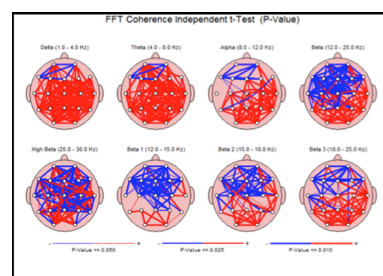 FFT Coherence Independent t-Test (P-Value)
Delta (1.0 - 4.0 Hz) Theta (4.0 - 8.0 Hz) Alpha (8.0 - 12.0 Hz) Beta (12.0 - 25.0 Hz)
High Beta (25.0 - 30.0 Hz) Beta 1 (12.0 - 15.0 Hz) Beta 2 (15.0 - 18.0 Hz) Beta 3 (18.0 - 25.0 Hz)
- + - + - +
P-Value <= 0.050 P-Value <= 0.025 P-Value <= 0.010